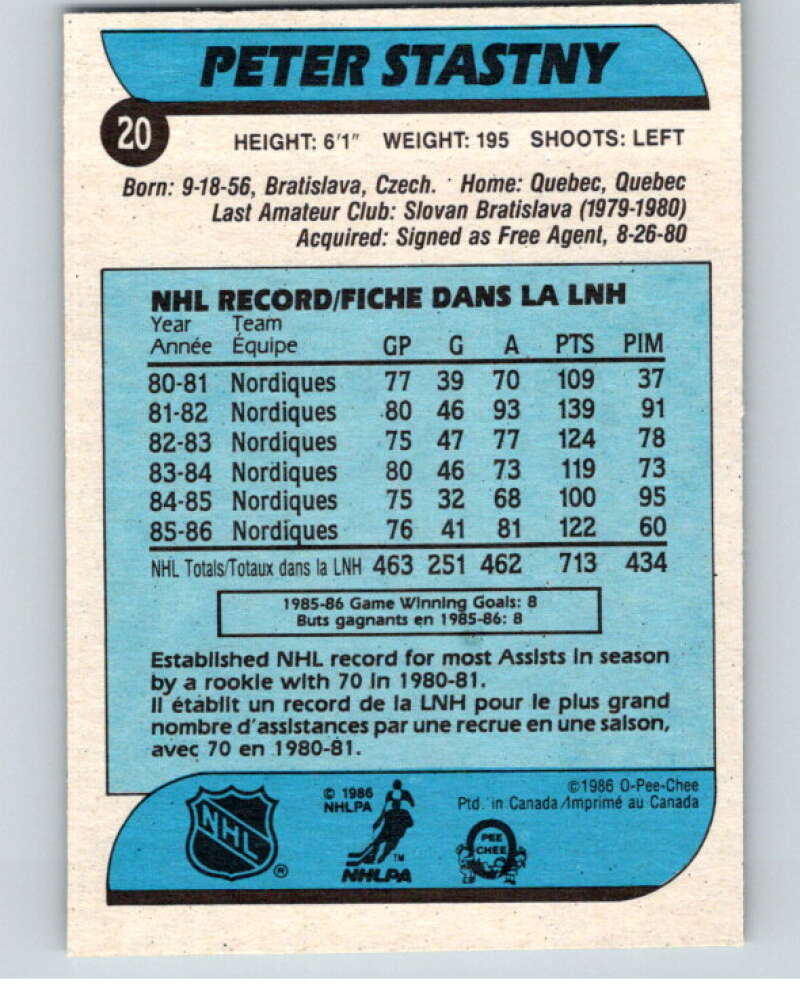 PETER STASTNY
20
HEIGHT: 6'1" WEIGHT: 195 SHOOTS: LEFT
Born: 9-18-56, Bratislava, Czech. Home: Quebec, Quebec
Last Amateur Club: Slovan Bratislava (1979-1980)
Acquired: Signed as Free Agent, 8-26-80
NHL RECORD/FICHE DANS LA LNH
Year Team
Année Équipe GP G A PTS PIM
80-81 Nordiques 77 39 70 109 37
81-82 Nordiques 80 46 93 139 91
82-83 Nordiques 75 47 77 124 78
83-84 Nordiques 80 46 73 119 73
84-85 Nordiques 75 32 68 100 95
85-86 Nordiques 76 41 81 122 60
NHL Totals/Totaux dans la LNH 463 251 462 713 434
1985-86 Game Winning Goals: 8
Buts gagnants en 1985-86: 8
Established NHL record for most Assists in season
by a rookie with 70 in 1980-81.
Il établit un record de la LNH pour le plus grand
nombre d'assistances par une recrue en une saison,
avec 70 en 1980-81.
NHL ®
© 1986
NHLPA
TM
NHLPA
©1986 O-Pee-Chee
Ptd. in Canada/Imprimé au Canada
PEE
CHEE